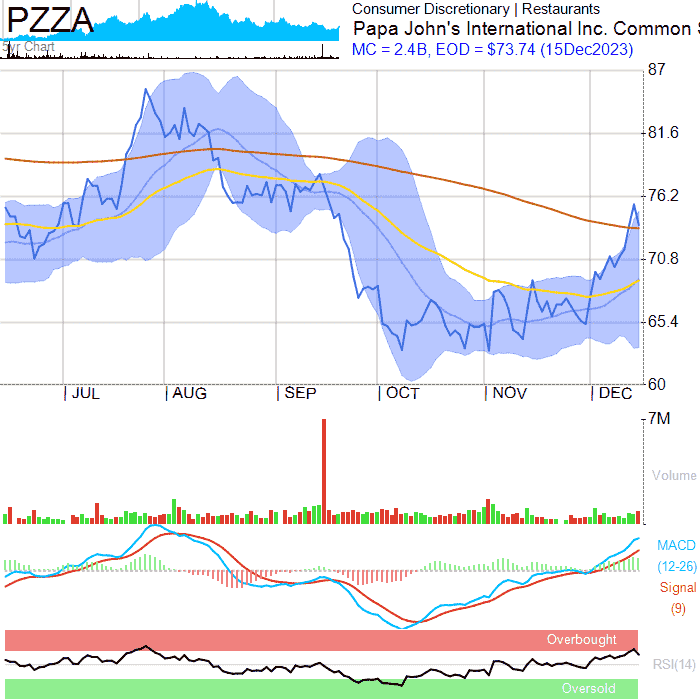 PZZA
5yr Chart
Consumer Discretionary | Restaurants
Papa John's International Inc. Common S
MC = 2.4B, EOD = $73.74 (15Dec2023)
87
81.6
76.2
70.8
65.4
60
| JUL | AUG | SEP | OCT | NOV | DEC
7M
Volume
MACD
(12-26)
Signal
(9)
Overbought
RSI(14)
Oversold